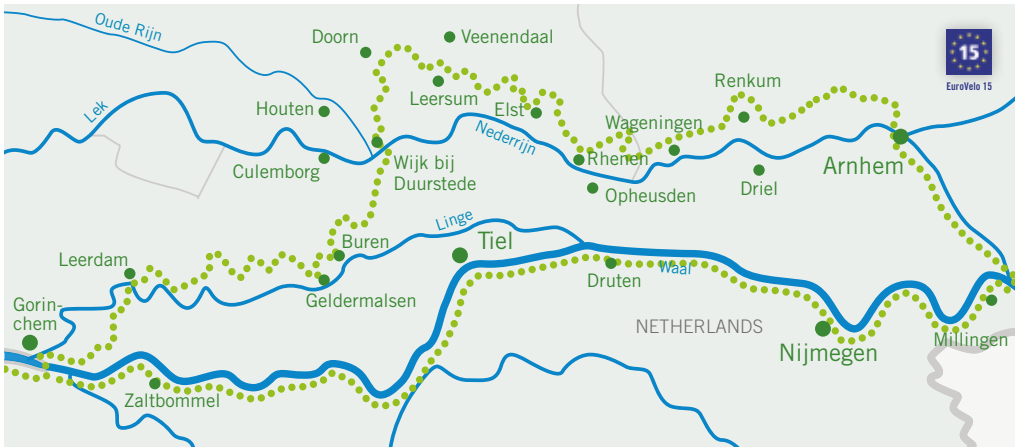 Oude Rijn
Doorn
Veenendaal
15
EuroVelo 15
Lek
Houten
Leersum
Elst
Renkum
Wageningen
Nederrijn
Culemborg
Wijk bij
Duurstede
Rhenen
Opheusden
Driel
Arnhem
Linge
Tiel
Buren
Leerdam
Geldermalsen
Druten
Waal
Gorin-
chem
NETHERLANDS
Nijmegen
Millingen
Zaltbommel